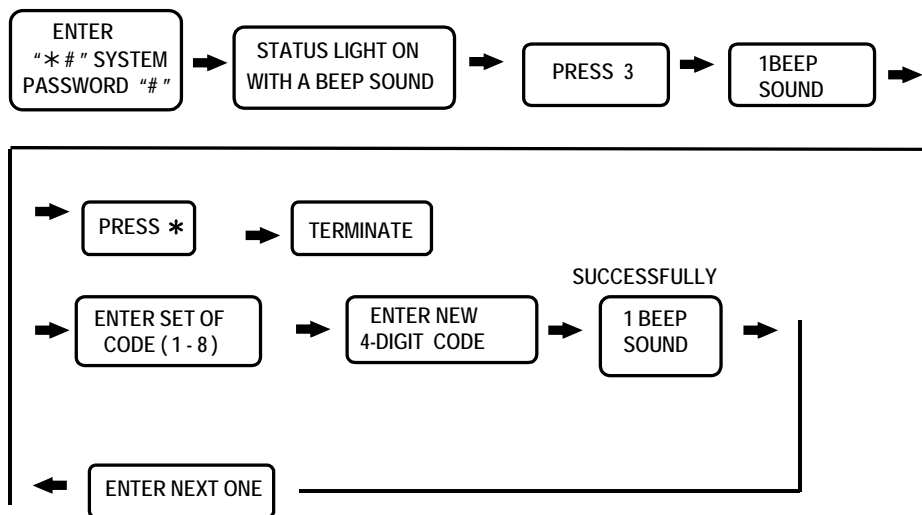 ENTER
“＊#” SYSTEM
PASSWORD “#”
STATUS LIGHT ON
WITH A BEEP SOUND
PRESS 3
1BEEP
SOUND
PRESS ＊
TERMINATE
SUCCESSFULLY
ENTER SET OF
CODE ( 1 - 8 )
ENTER NEW
4-DIGIT CODE
1 BEEP
SOUND
ENTER NEXT ONE